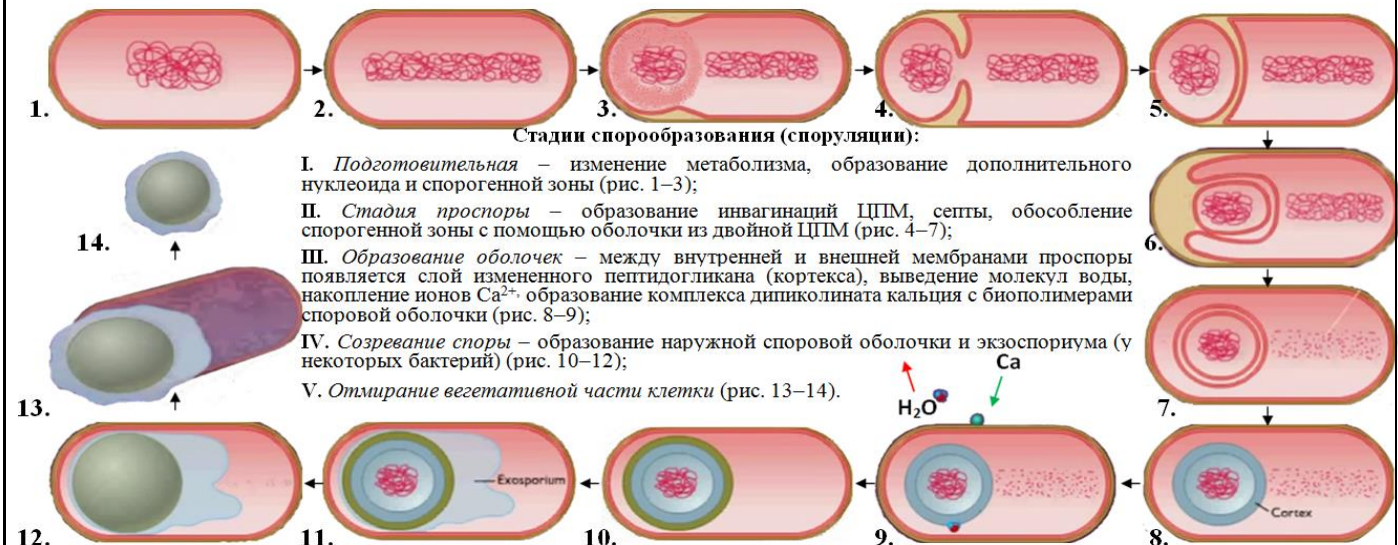 1.
2.
3.
4.
5.
Стадии спорообразования (споруляции):
I. Подготовительная – изменение метаболизма, образование дополнительного
нуклеоида и спорогенной зоны (рис. 1–3);
II. Стадия проспоры – образование инвагинаций ЦПМ, септы, обособление
спорогенной зоны с помощью оболочки из двойной ЦПМ (рис. 4–7);
III. Образование оболочек – между внутренней и внешней мембранами проспоры
появляется слой измененного пептидогликана (кортекса), выведение молекул воды,
накопление ионов Ca²⁺, образование комплекса дипиколината кальция с биополимерами
споровой оболочки (рис. 8–9);
IV. Созревание споры – образование наружной споровой оболочки и экзоспориума (у
некоторых бактерий) (рис. 10–12);
V. Отмирание вегетативной части клетки (рис. 13–14).
14.
6.
13.
7.
H₂O
Ca
12.
Exosporium
11.
10.
9.
Cortex
8.